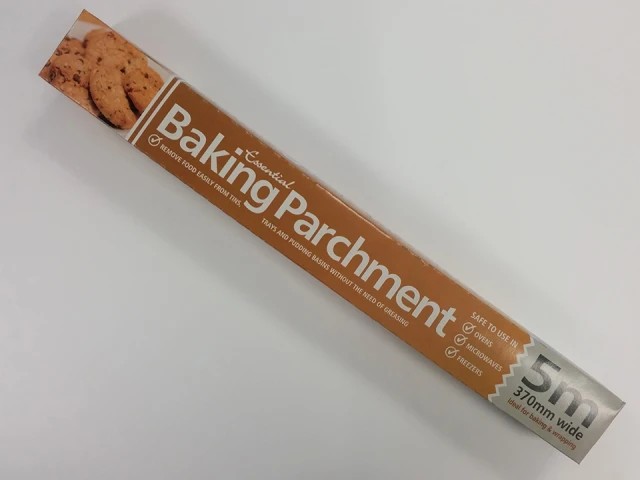 Essential
Baking Parchment
REMOVE FOOD EASILY FROM TINS, TRAYS AND PUDDING BASINS WITHOUT THE NEED OF GREASING
SAFE TO USE IN
OVENS
MICROWAVES
FREEZERS
5m
370mm wide
Ideal for baking & wrapping